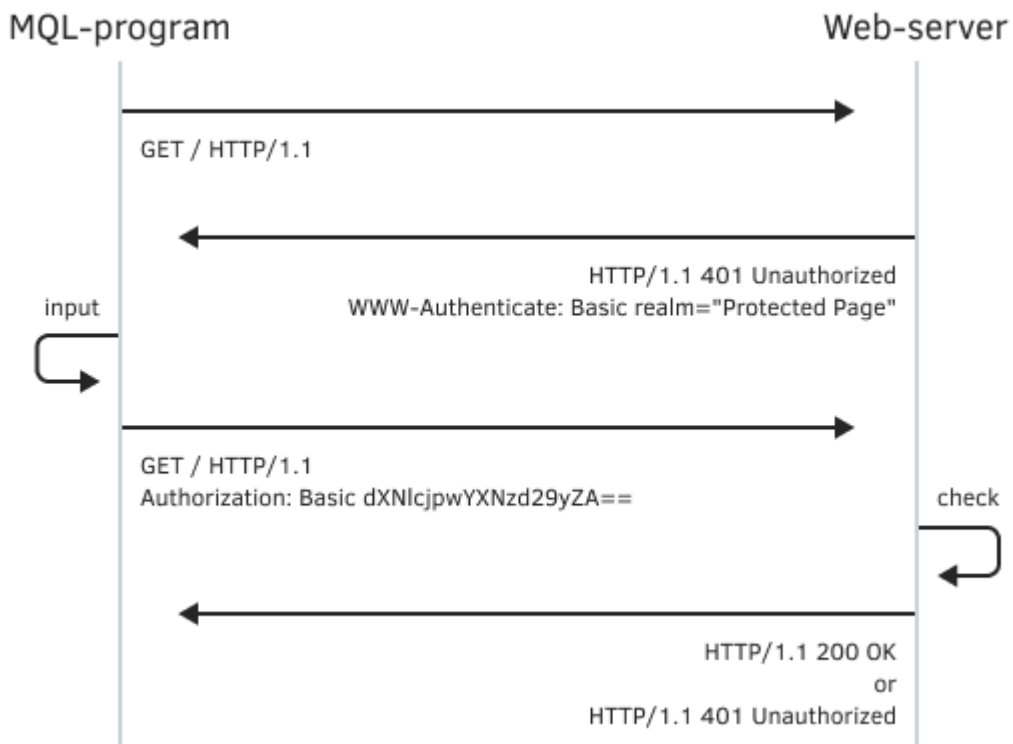 MQL-program
Web-server
GET / HTTP/1.1
HTTP/1.1 401 Unauthorized
WWW-Authenticate: Basic realm="Protected Page"
input
GET / HTTP/1.1
Authorization: Basic dXNlcjpwYXNzd29yZA==
check
HTTP/1.1 200 OK
or
HTTP/1.1 401 Unauthorized